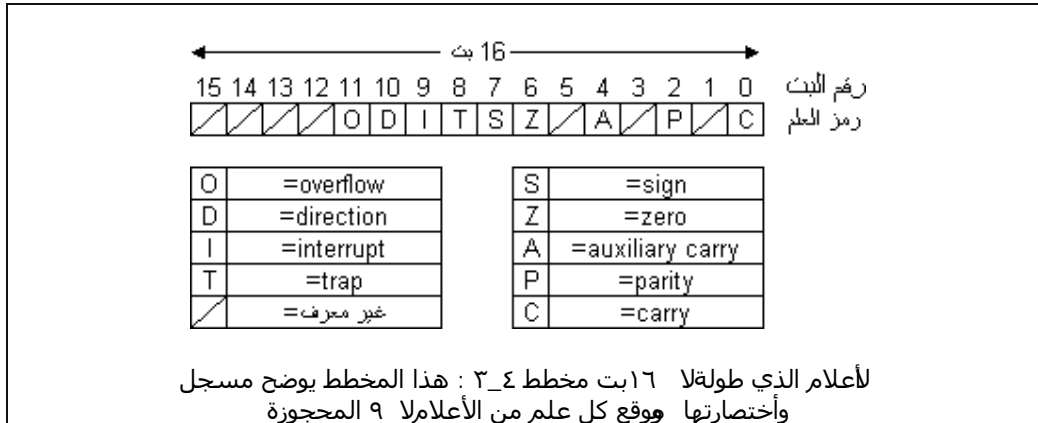 16 بت
15 14 13 12 11 10 9 8 7 6 5 4 3 2 1 0 رقم البت
O D I T S Z A P C رمز العلم
O =overflow
D =direction
I =interrupt
T =trap
غير معرف=
S =sign
Z =zero
A =auxiliary carry
P =parity
C =carry
لأعلام الذي طولةلا ١٦بت مخطط ٤_٣ : هذا المخطط يوضح مسجل
وأختصارتها وموقع كل علم من الأعلاملا ٩ المحجوزة